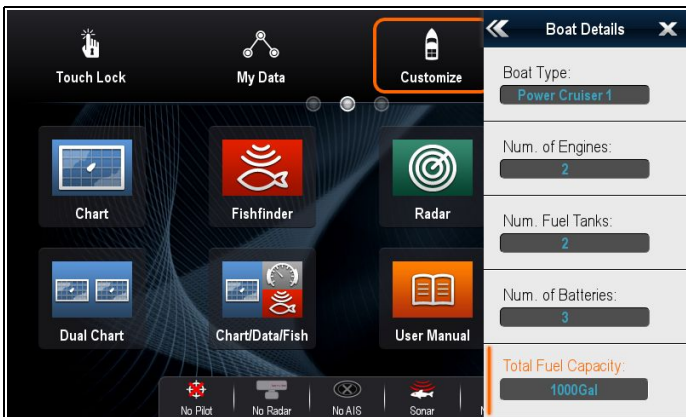 Touch Lock
My Data
Customize
Chart
Fishfinder
Radar
Dual Chart
Chart/Data/Fish
User Manual
No Pilot
No Radar
No AIS
Sonar
Boat Details
Boat Type:
Power Cruiser 1
Num. of Engines:
2
Num. Fuel Tanks:
2
Num. of Batteries:
3
Total Fuel Capacity:
1000Gal